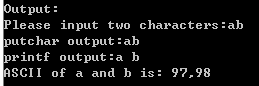 Output:
Please input two characters:ab
putchar output:ab
printf output:a b
ASCII of a and b is: 97,98